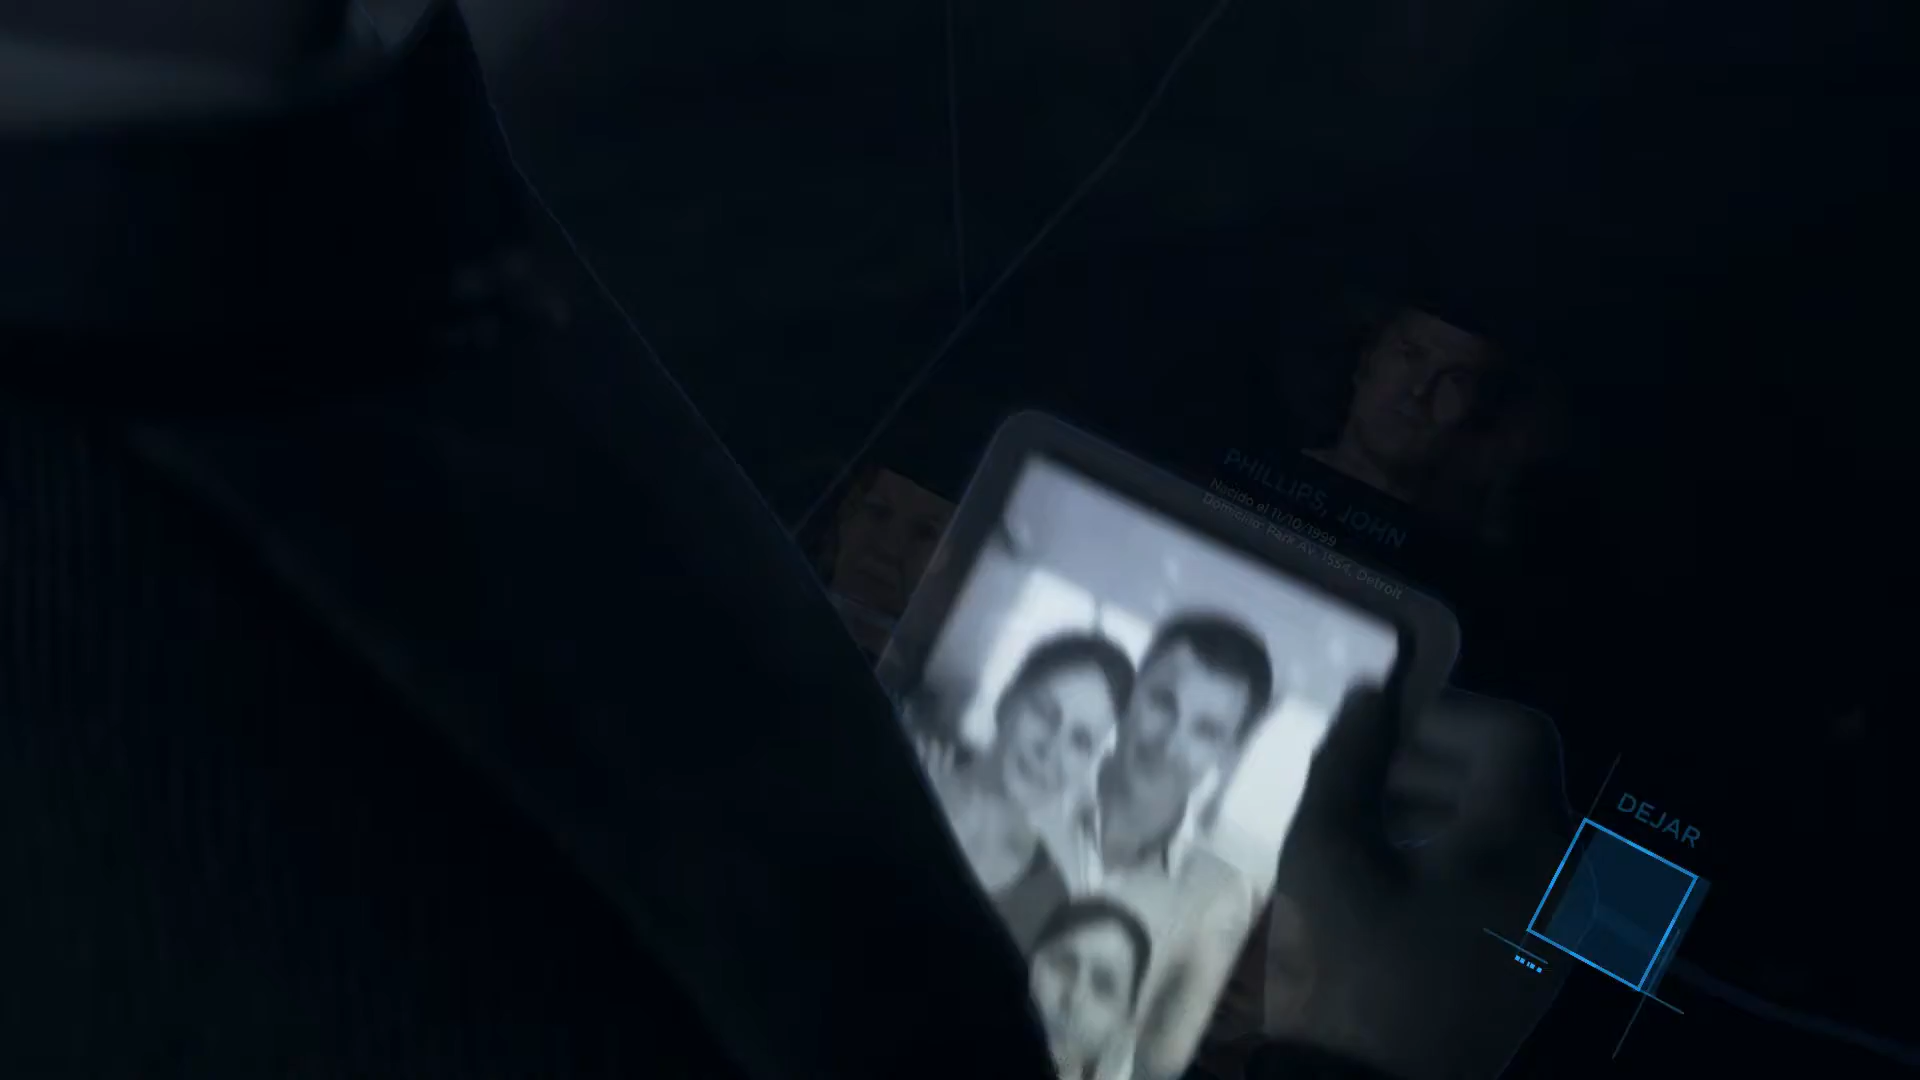 PHILLIPS, JOHN
Nacido el 11/10/1999
Domicilio: Park Av. 1554, Detroit
DEJAR